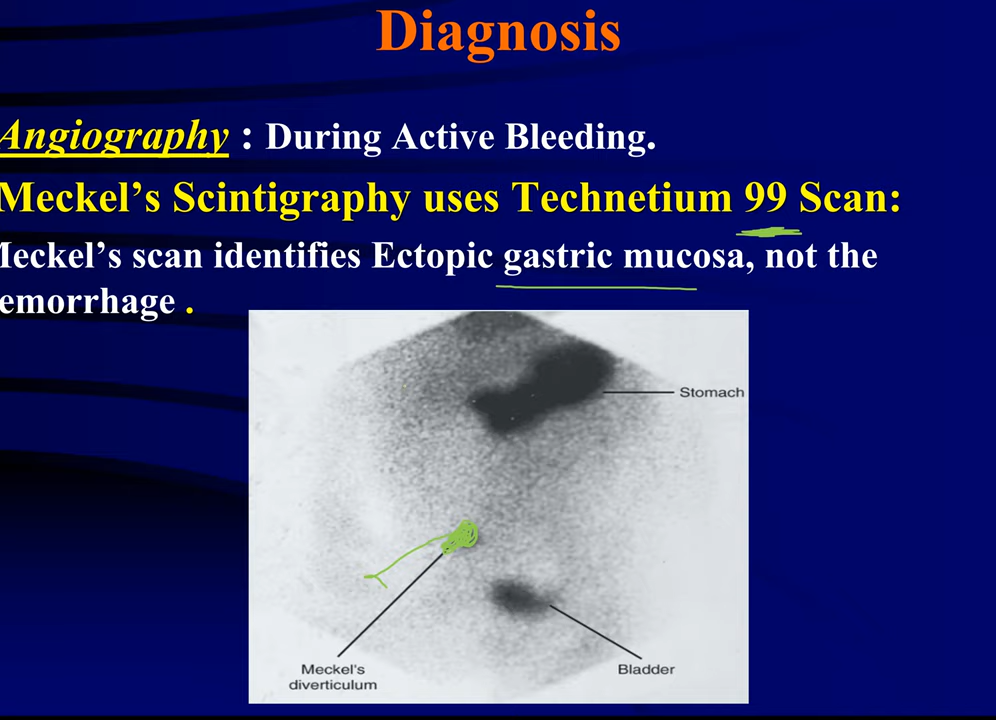 Diagnosis
Angiography : During Active Bleeding.
Meckel's Scintigraphy uses Technetium 99 Scan:
eckel's scan identifies Ectopic gastric mucosa, not the
emorrhage .
Stomach
Meckel's
diverticulum
Bladder